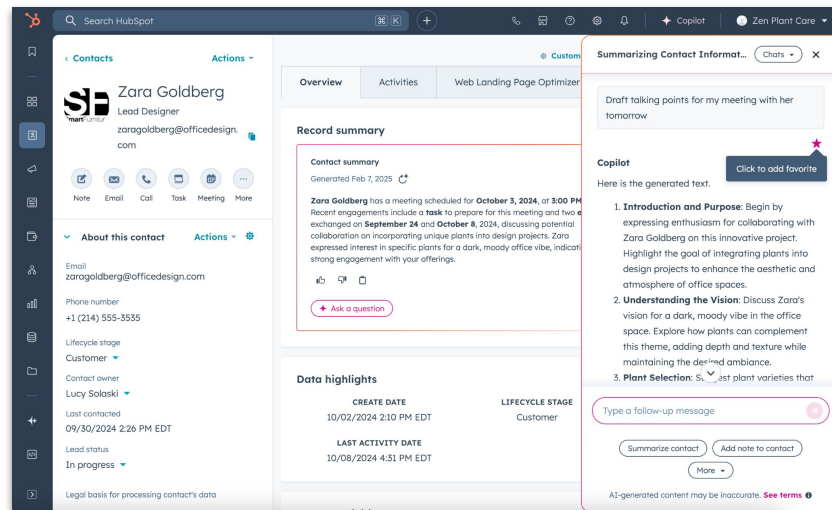 Search HubSpot
⌘ K
Copilot
Zen Plant Care
Contacts
Actions
SF
martFurnitur
Zara Goldberg
Lead Designer
zaragoldberg@officedesign.
com
Note
Email
Call
Task
Meeting
More
About this contact
Actions
Email
zaragoldberg@officedesign.com
Phone number
+1 (214) 555-3535
Lifecycle stage
Customer
Contact owner
Lucy Solaski
Last contacted
09/30/2024 2:26 PM EDT
Lead status
In progress
Legal basis for processing contact's data
Custom
Overview
Activities
Web Landing Page Optimizer
Record summary
Contact summary
Generated Feb 7, 2025
Zara Goldberg has a meeting scheduled for October 3, 2024, at 3:00 PM
Recent engagements include a task to prepare for this meeting and two e
exchanged on September 24 and October 8, 2024, discussing potential
collaboration on incorporating unique plants into design projects. Zara
expressed interest in specific plants for a dark, moody office vibe, indicati
strong engagement with your offerings.
Ask a question
Data highlights
CREATE DATE
10/02/2024 2:10 PM EDT
LIFECYCLE STAGE
Customer
LAST ACTIVITY DATE
10/08/2024 4:31 PM EDT
Summarizing Contact Informat...
Chats
Draft talking points for my meeting with her
tomorrow
Click to add favorite
Copilot
Here is the generated text.
1. Introduction and Purpose: Begin by
expressing enthusiasm for collaborating with
Zara Goldberg on this innovative project.
Highlight the goal of integrating plants into
design projects to enhance the aesthetic and
atmosphere of office spaces.
2. Understanding the Vision: Discuss Zara's
vision for a dark, moody vibe in the office
space. Explore how plants can complement
this theme, adding depth and texture while
maintaining the desired ambiance.
3. Plant Selection: Suggest plant varieties that
Type a follow-up message
Summarize contact
Add note to contact
More
AI-generated content may be inaccurate. See terms